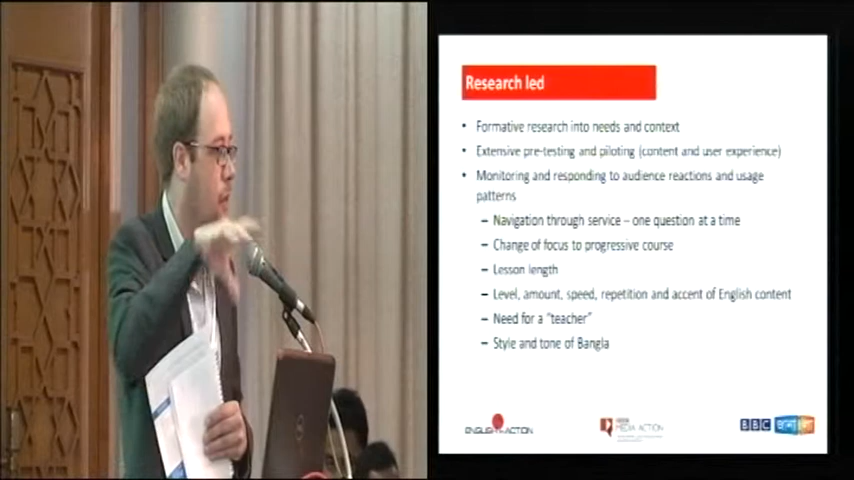 Research led
• Formative research into needs and context
• Extensive pre-testing and piloting (content and user experience)
• Monitoring and responding to audience reactions and usage
patterns
– Navigation through service – one question at a time
– Change of focus to progressive course
– Lesson length
– Level, amount, speed, repetition and accent of English content
– Need for a “teacher”
– Style and tone of Bangla
ENGLISH IN ACTION
MEDIA ACTION
BBC